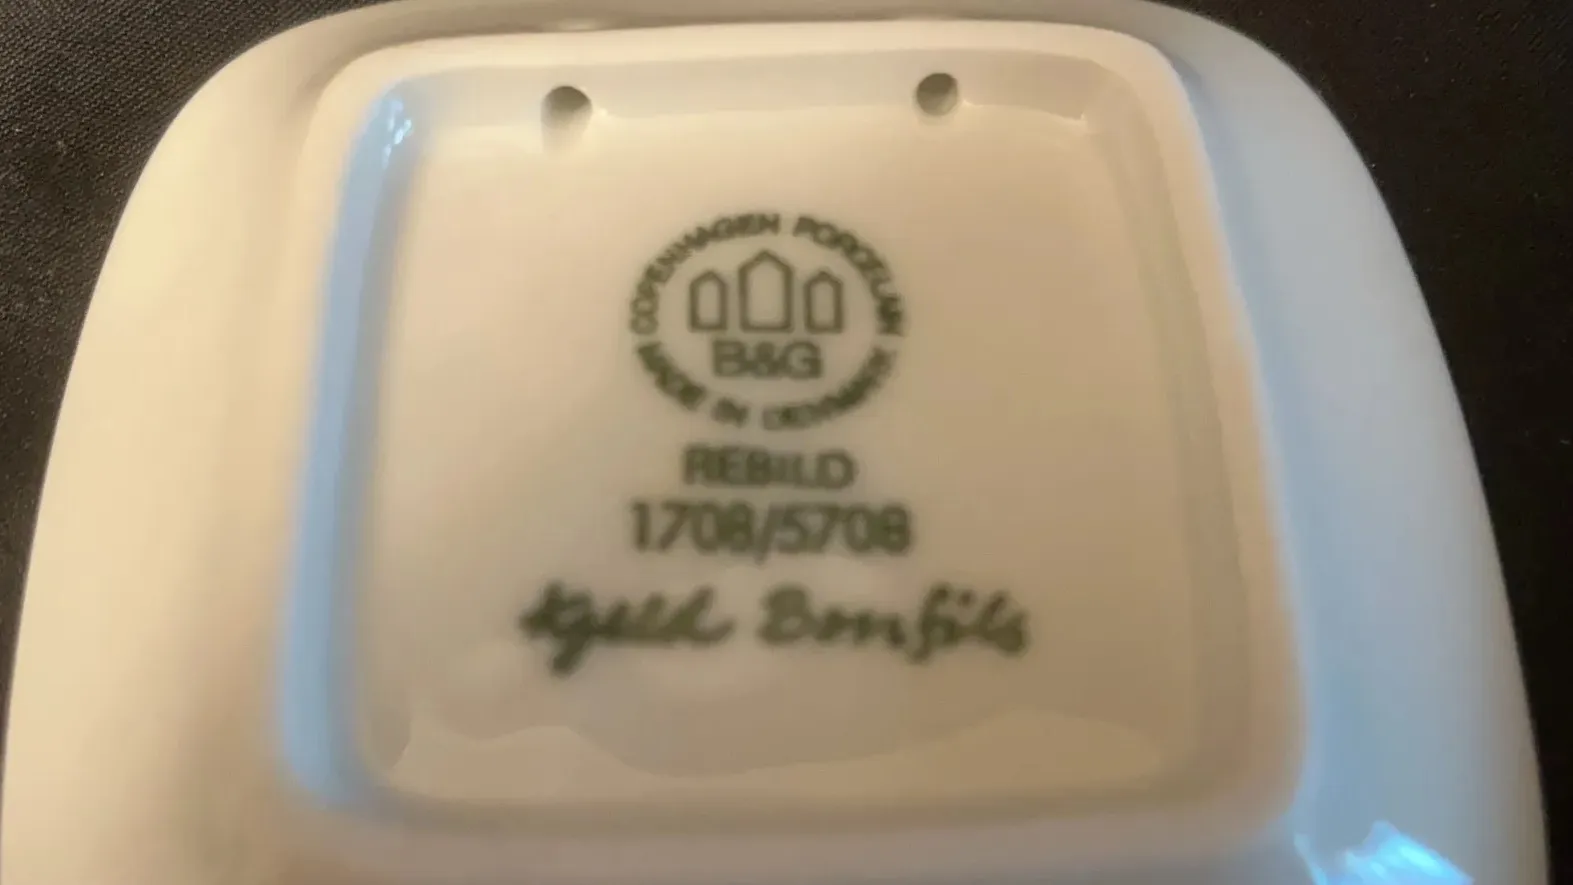 COPENHAGEN PORCELAIN
B&G
MADE IN DENMARK
REBILD
1708/5708
Kjeld Bonfils